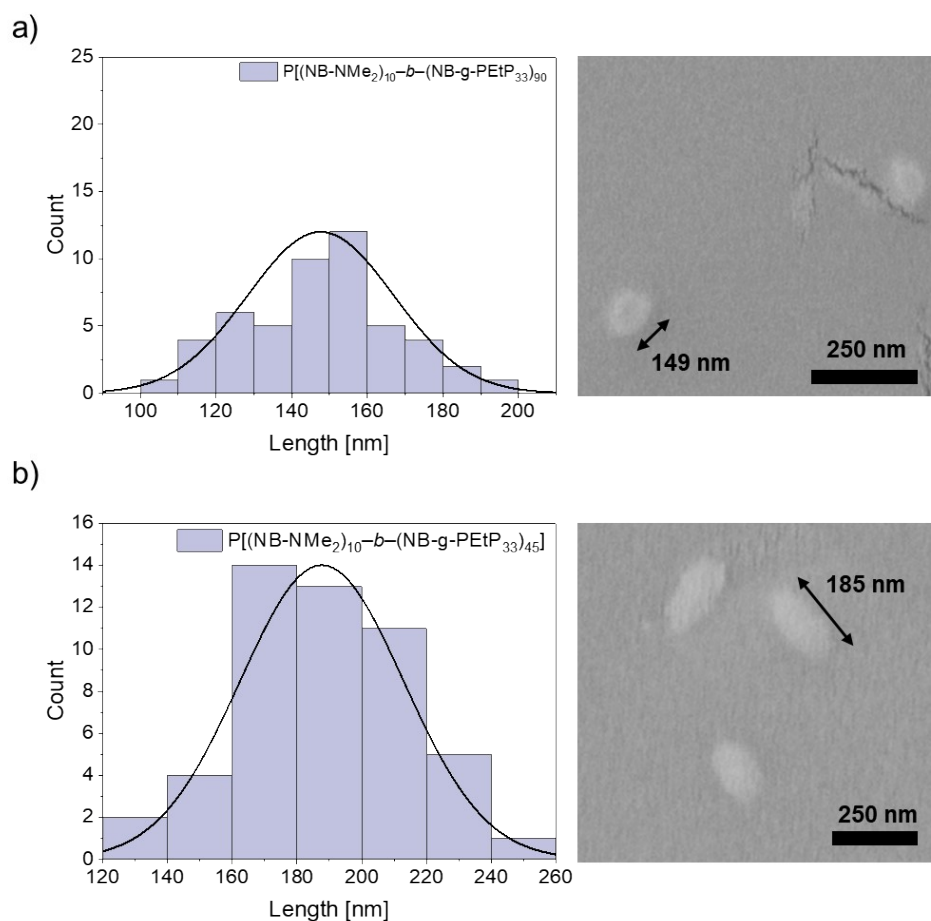 a)
25
20
15
10
5
0
Count
P[(NB-NMe₂)₁₀–b–(NB-g-PEtP₃₃)₉₀
100 120 140 160 180 200
Length [nm]
149 nm
250 nm
b)
16
14
12
10
8
6
4
2
0
Count
P[(NB-NMe₂)₁₀–b–(NB-g-PEtP₃₃)₄₅]
120 140 160 180 200 220 240 260
Length [nm]
185 nm
250 nm